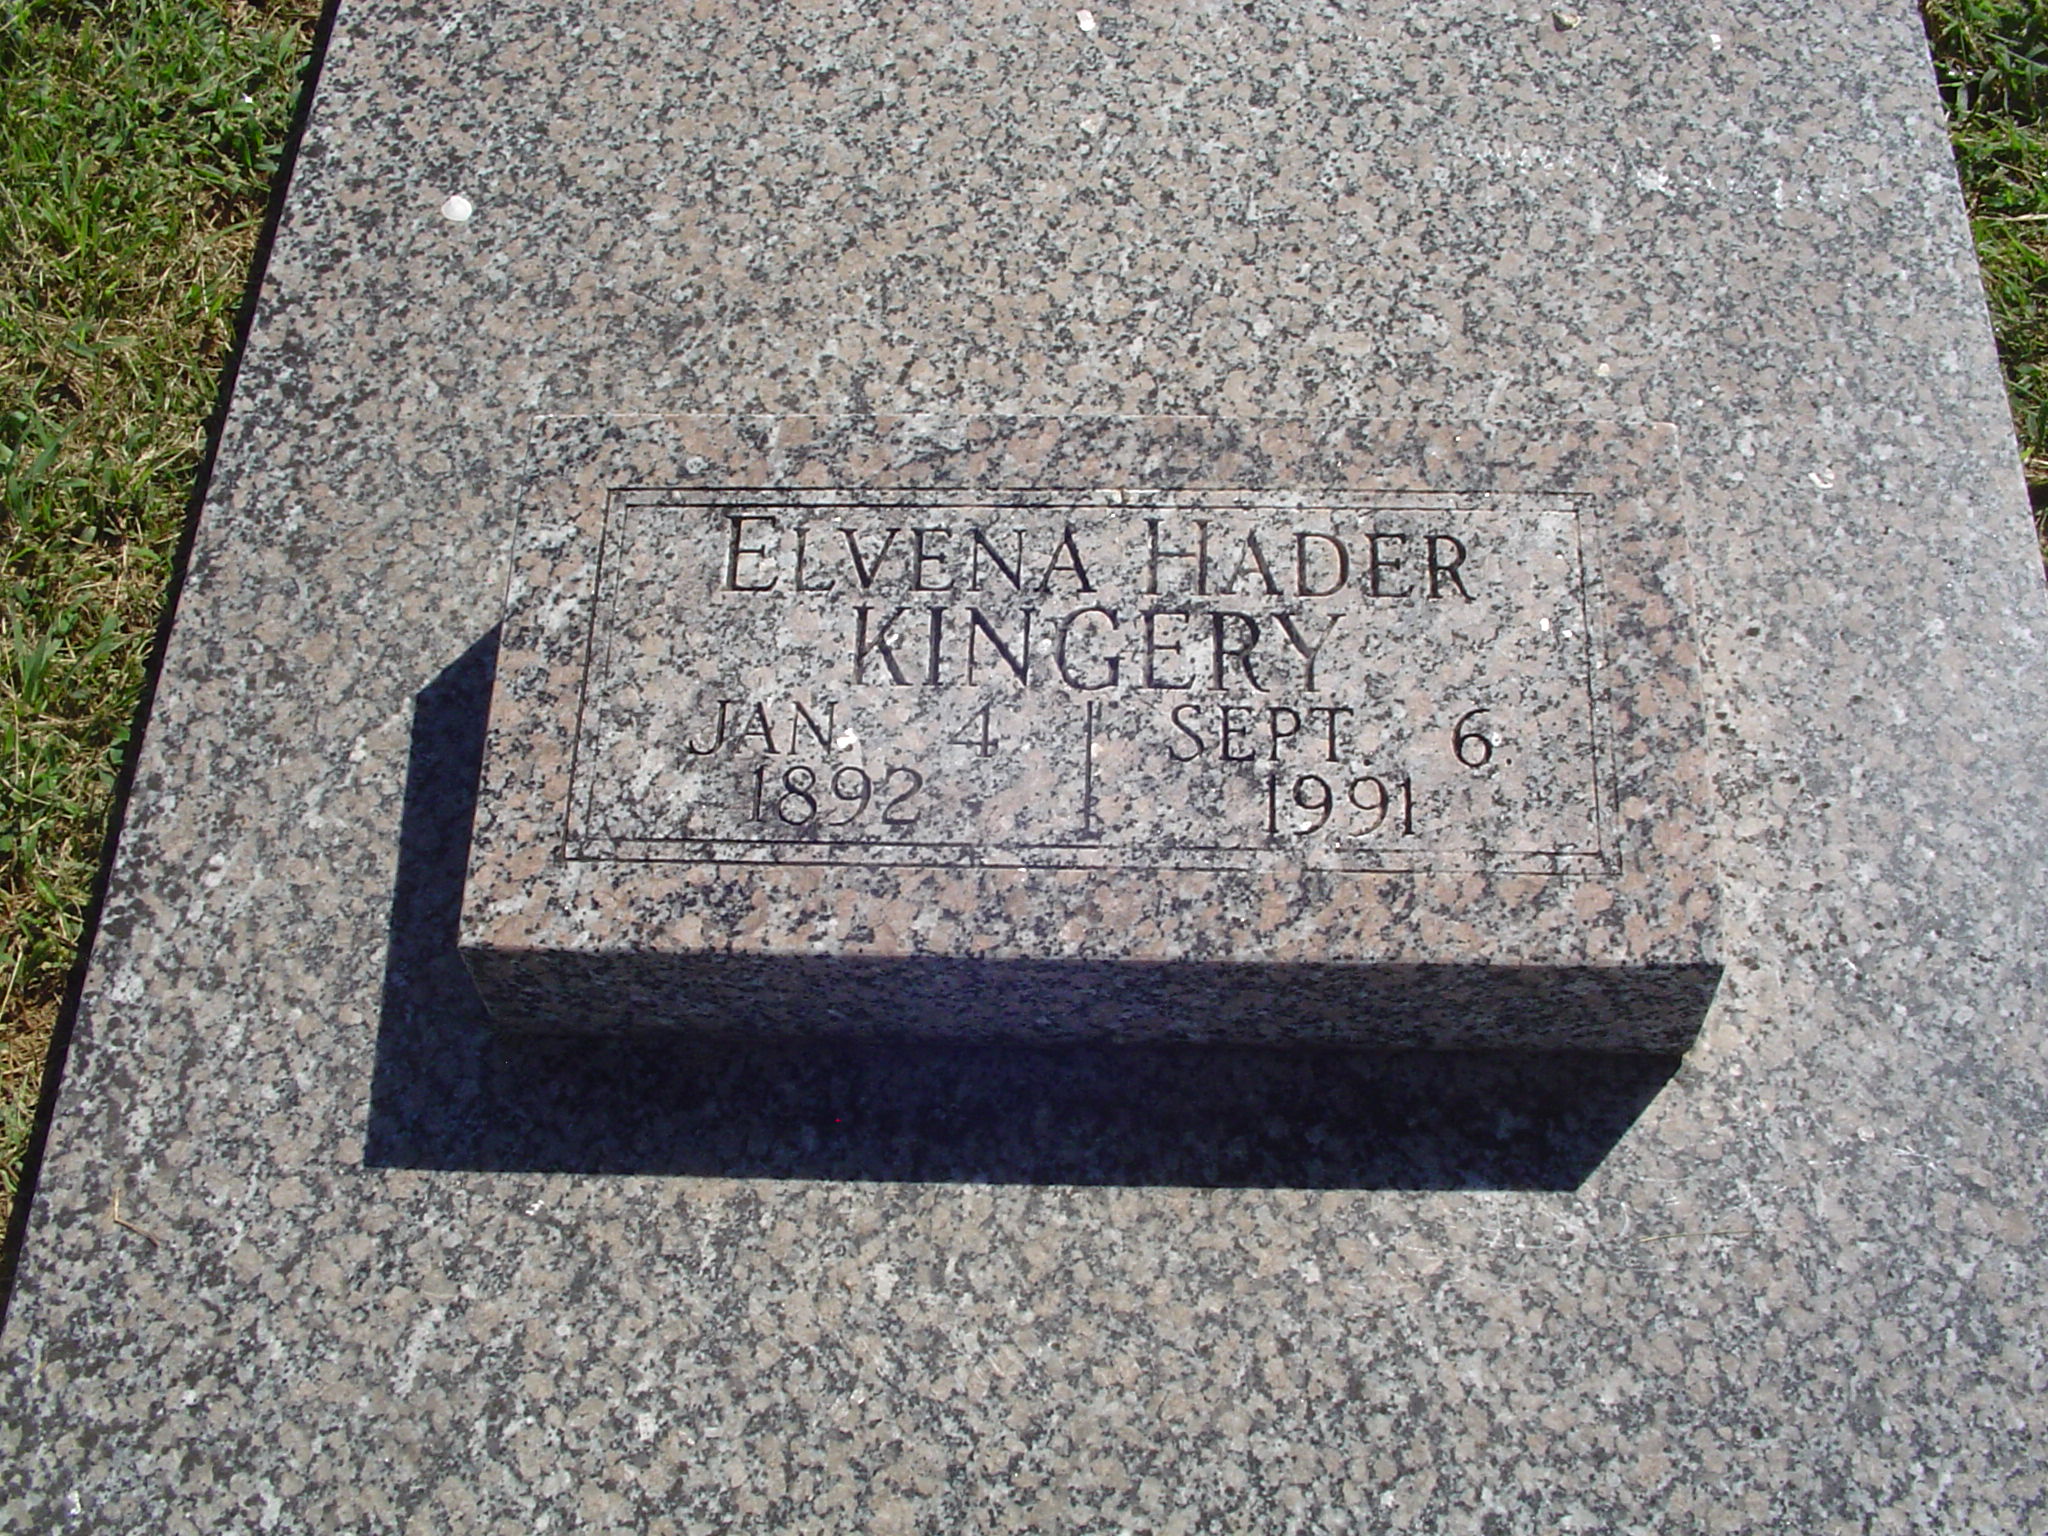 ELVENA HADER
KINGERY
JAN. 4 SEPT. 6.
1892 1991